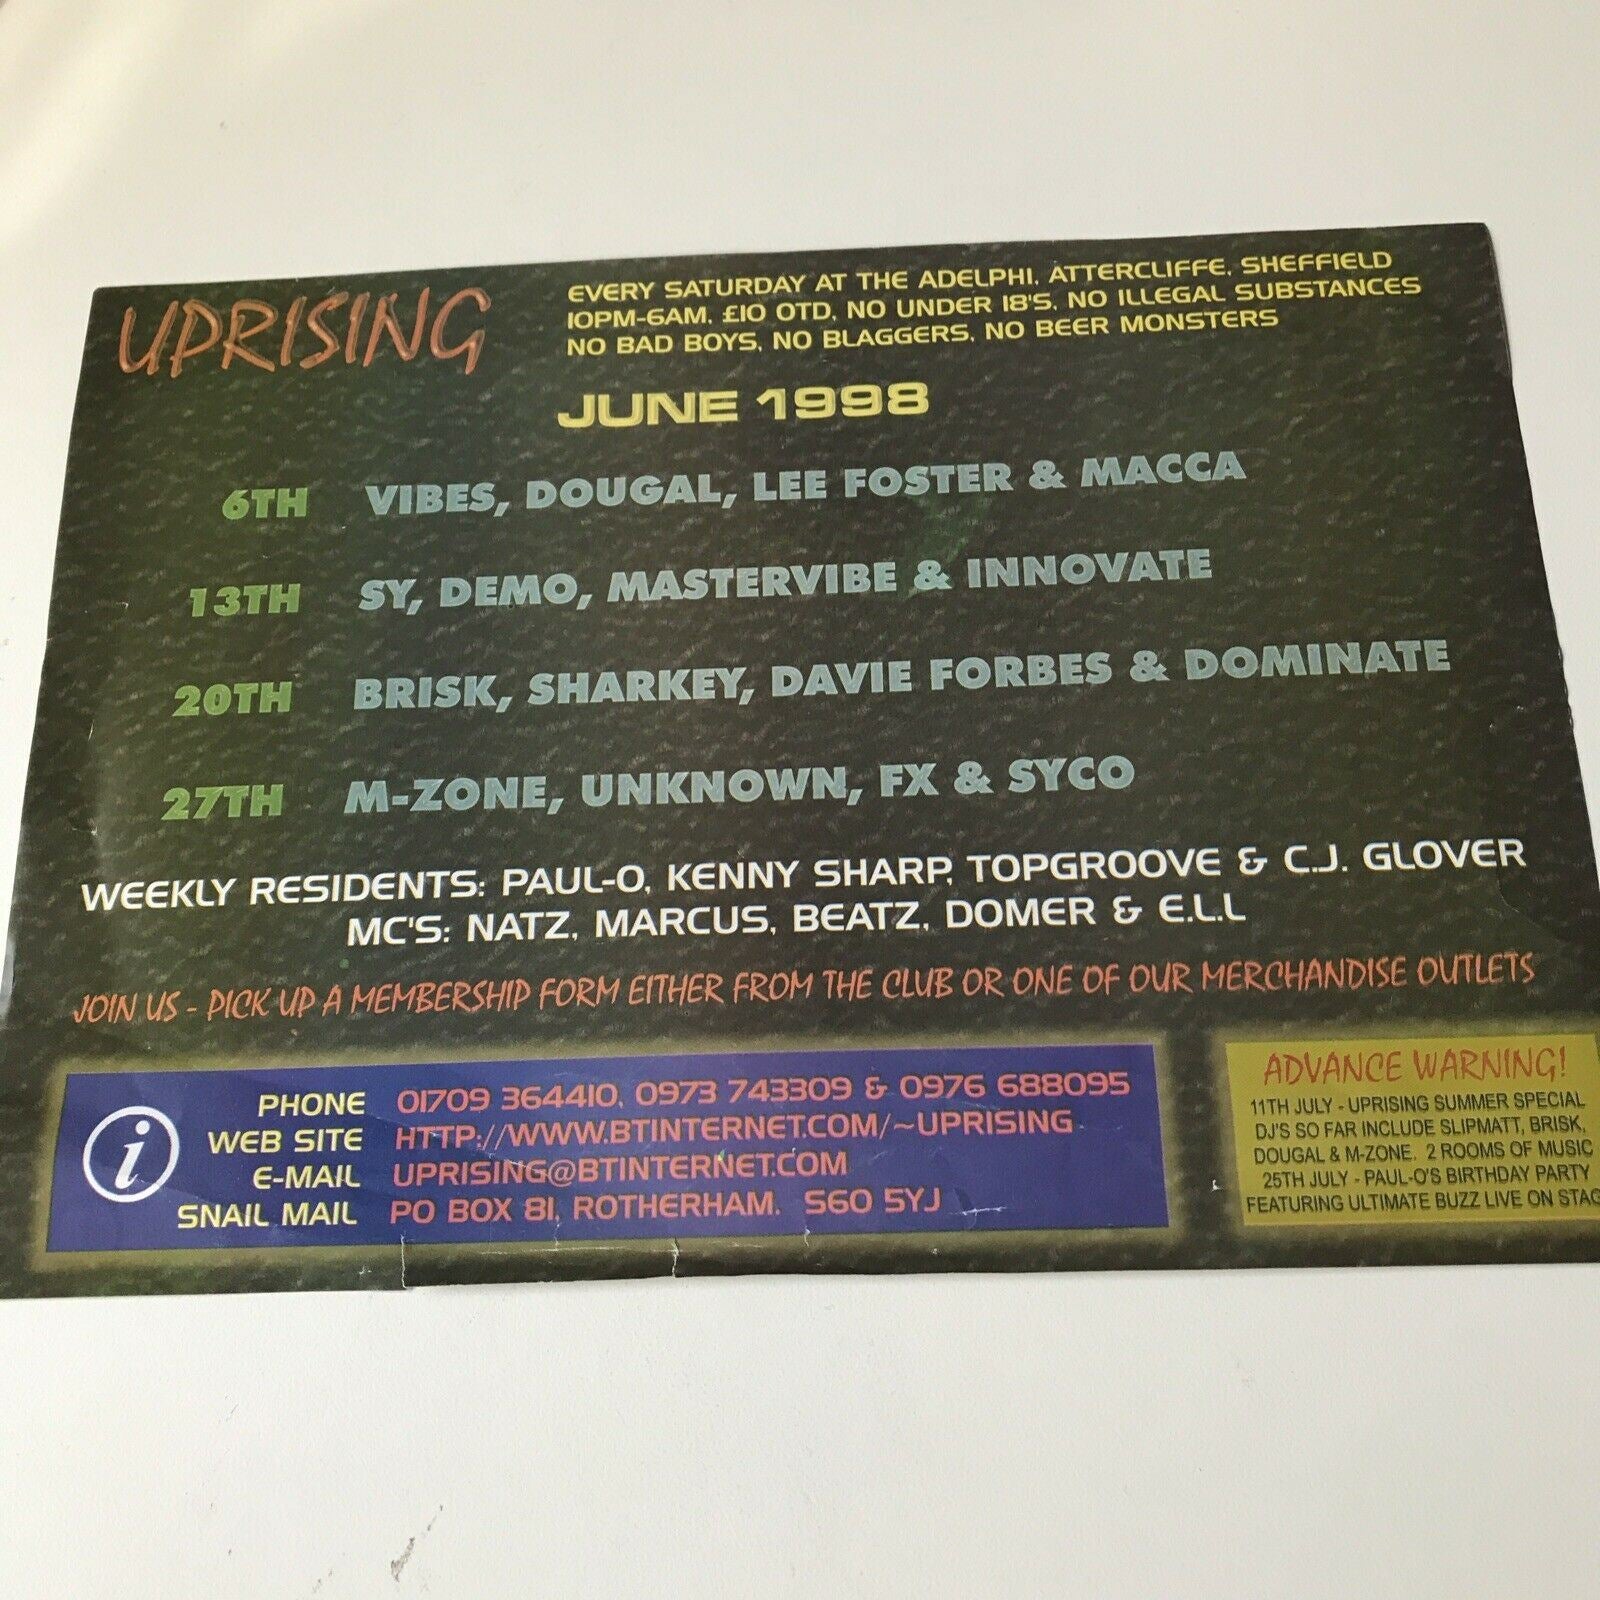 UPRISING
EVERY SATURDAY AT THE ADELPHI, ATTERCLIFFE, SHEFFIELD
10PM-6AM. £10 OTD, NO UNDER 18'S, NO ILLEGAL SUBSTANCES
NO BAD BOYS, NO BLAGGERS, NO BEER MONSTERS
JUNE 1998
6TH VIBES, DOUGAL, LEE FOSTER & MACCA
13TH SY, DEMO, MASTERVIBE & INNOVATE
20TH BRISK, SHARKEY, DAVIE FORBES & DOMINATE
27TH M-ZONE, UNKNOWN, FX & SYCO
WEEKLY RESIDENTS: PAUL-O, KENNY SHARP, TOPGROOVE & C.J. GLOVER
MC'S: NATZ, MARCUS, BEATZ, DOMER & E.L.L
JOIN US - PICK UP A MEMBERSHIP FORM EITHER FROM THE CLUB OR ONE OF OUR MERCHANDISE OUTLETS
i
PHONE 01709 364410, 0973 743309 & 0976 688095
WEB SITE HTTP://WWW.BTINTERNET.COM/~UPRISING
E-MAIL UPRISING@BTINTERNET.COM
SNAIL MAIL PO BOX 81, ROTHERHAM. S60 5YJ
ADVANCE WARNING!
11TH JULY - UPRISING SUMMER SPECIAL
DJ'S SO FAR INCLUDE SLIPMATT, BRISK,
DOUGAL & M-ZONE. 2 ROOMS OF MUSIC
25TH JULY - PAUL-O'S BIRTHDAY PARTY
FEATURING ULTIMATE BUZZ LIVE ON STAG